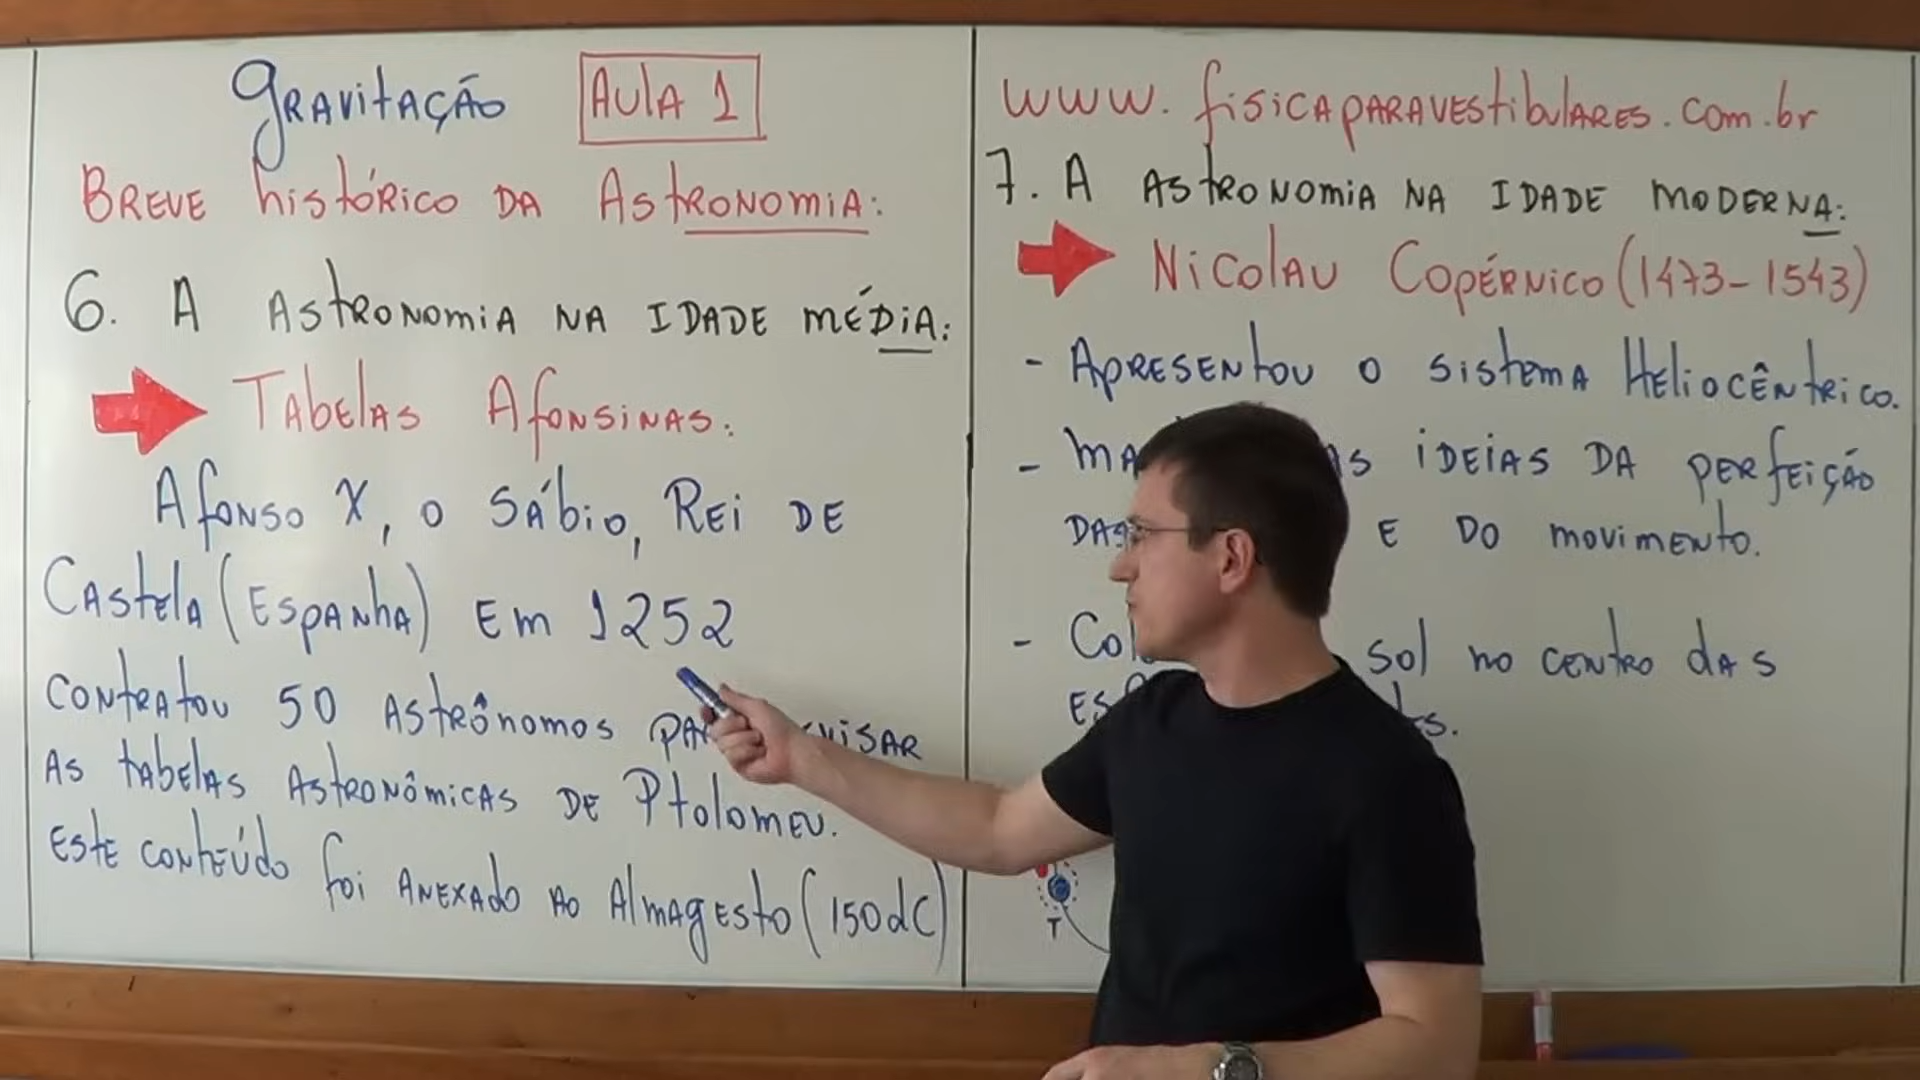 Gravitação Aula 1
Breve histórico da Astronomia:
6. A Astronomia na Idade Média:
Tabelas Afonsinas:
Afonso X, o Sábio, Rei de
Castela (Espanha) em 1252
contratou 50 astrônomos
as tabelas astronômicas de Ptolomeu.
Este conteúdo foi anexado ao Almagesto (150 dC)
www.fisicaparavestibulares.com.br
7. A Astronomia na Idade Moderna:
Nicolau Copérnico (1473-1543)
- Apresentou o sistema Heliocêntrico.
- as ideias da perfeição
e do movimento.
- sol no centro das
T